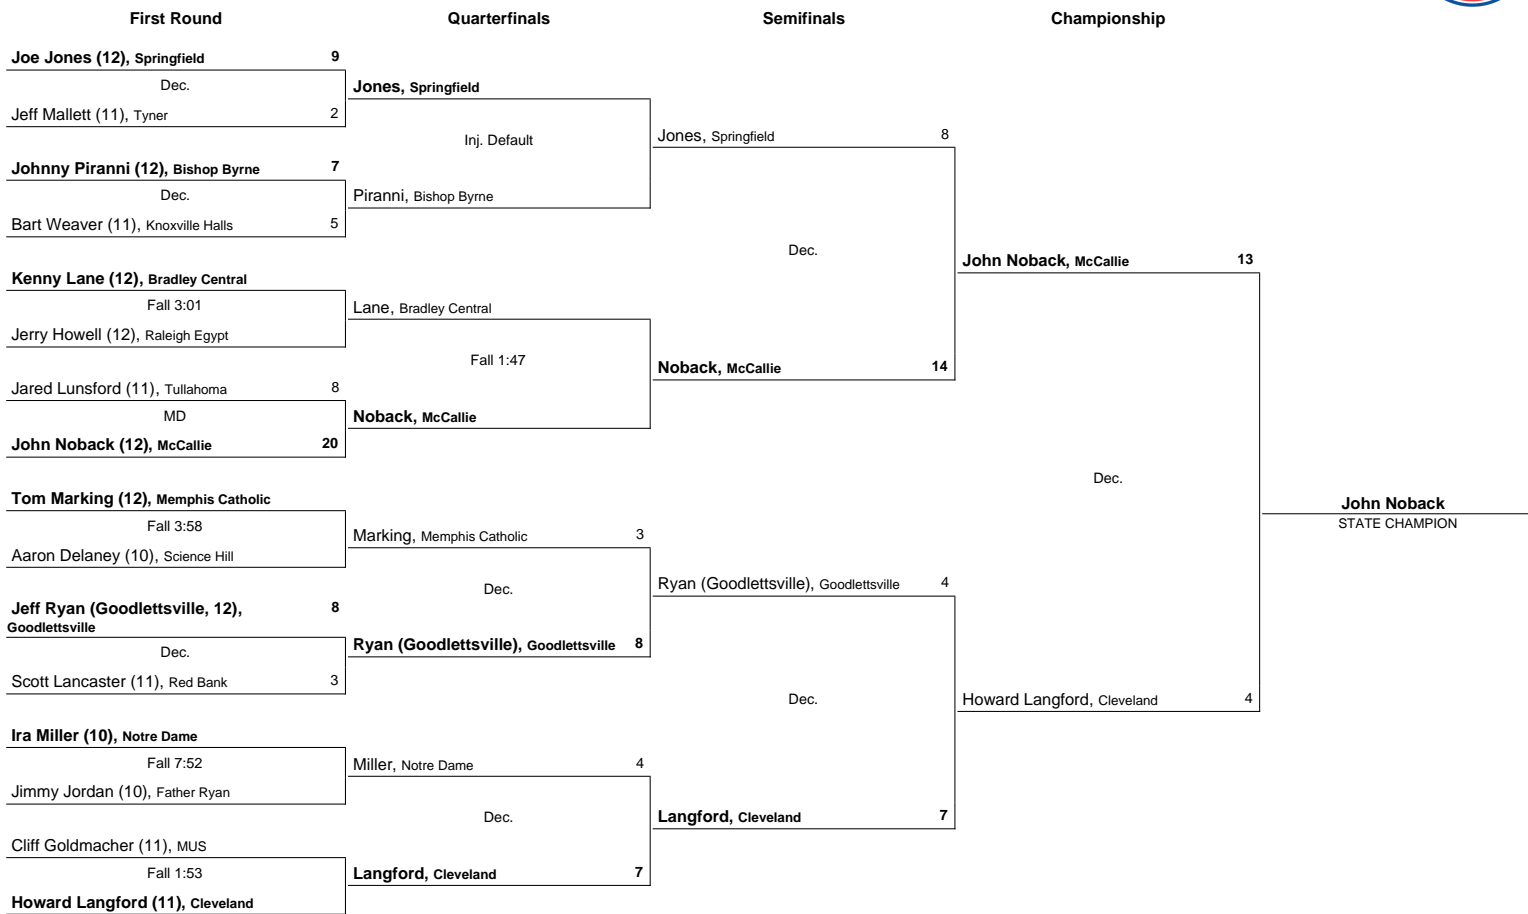 First Round Quarterfinals Semifinals Championship
Joe Jones (12), Springfield 9
Dec.
Jeff Mallett (11), Tyner 2
Johnny Piranni (12), Bishop Byrne 7
Dec.
Bart Weaver (11), Knoxville Halls 5
Kenny Lane (12), Bradley Central
Fall 3:01
Jerry Howell (12), Raleigh Egypt
Jared Lunsford (11), Tullahoma 8
MD
John Noback (12), McCallie 20
Tom Marking (12), Memphis Catholic
Fall 3:58
Aaron Delaney (10), Science Hill
Jeff Ryan (Goodlettsville, 12), 8
Goodlettsville
Dec.
Scott Lancaster (11), Red Bank 3
Ira Miller (10), Notre Dame
Fall 7:52
Jimmy Jordan (10), Father Ryan
Cliff Goldmacher (11), MUS
Fall 1:53
Howard Langford (11), Cleveland
Jones, Springfield
Inj. Default
Piranni, Bishop Byrne
Lane, Bradley Central
Fall 1:47
Noback, McCallie
Marking, Memphis Catholic 3
Dec.
Ryan (Goodlettsville), Goodlettsville 8
Miller, Notre Dame 4
Dec.
Langford, Cleveland 7
Jones, Springfield 8
Dec.
Noback, McCallie 14
Ryan (Goodlettsville), Goodlettsville 4
Dec.
Langford, Cleveland 7
John Noback, McCallie 13
Dec.
Howard Langford, Cleveland 4
John Noback
STATE CHAMPION